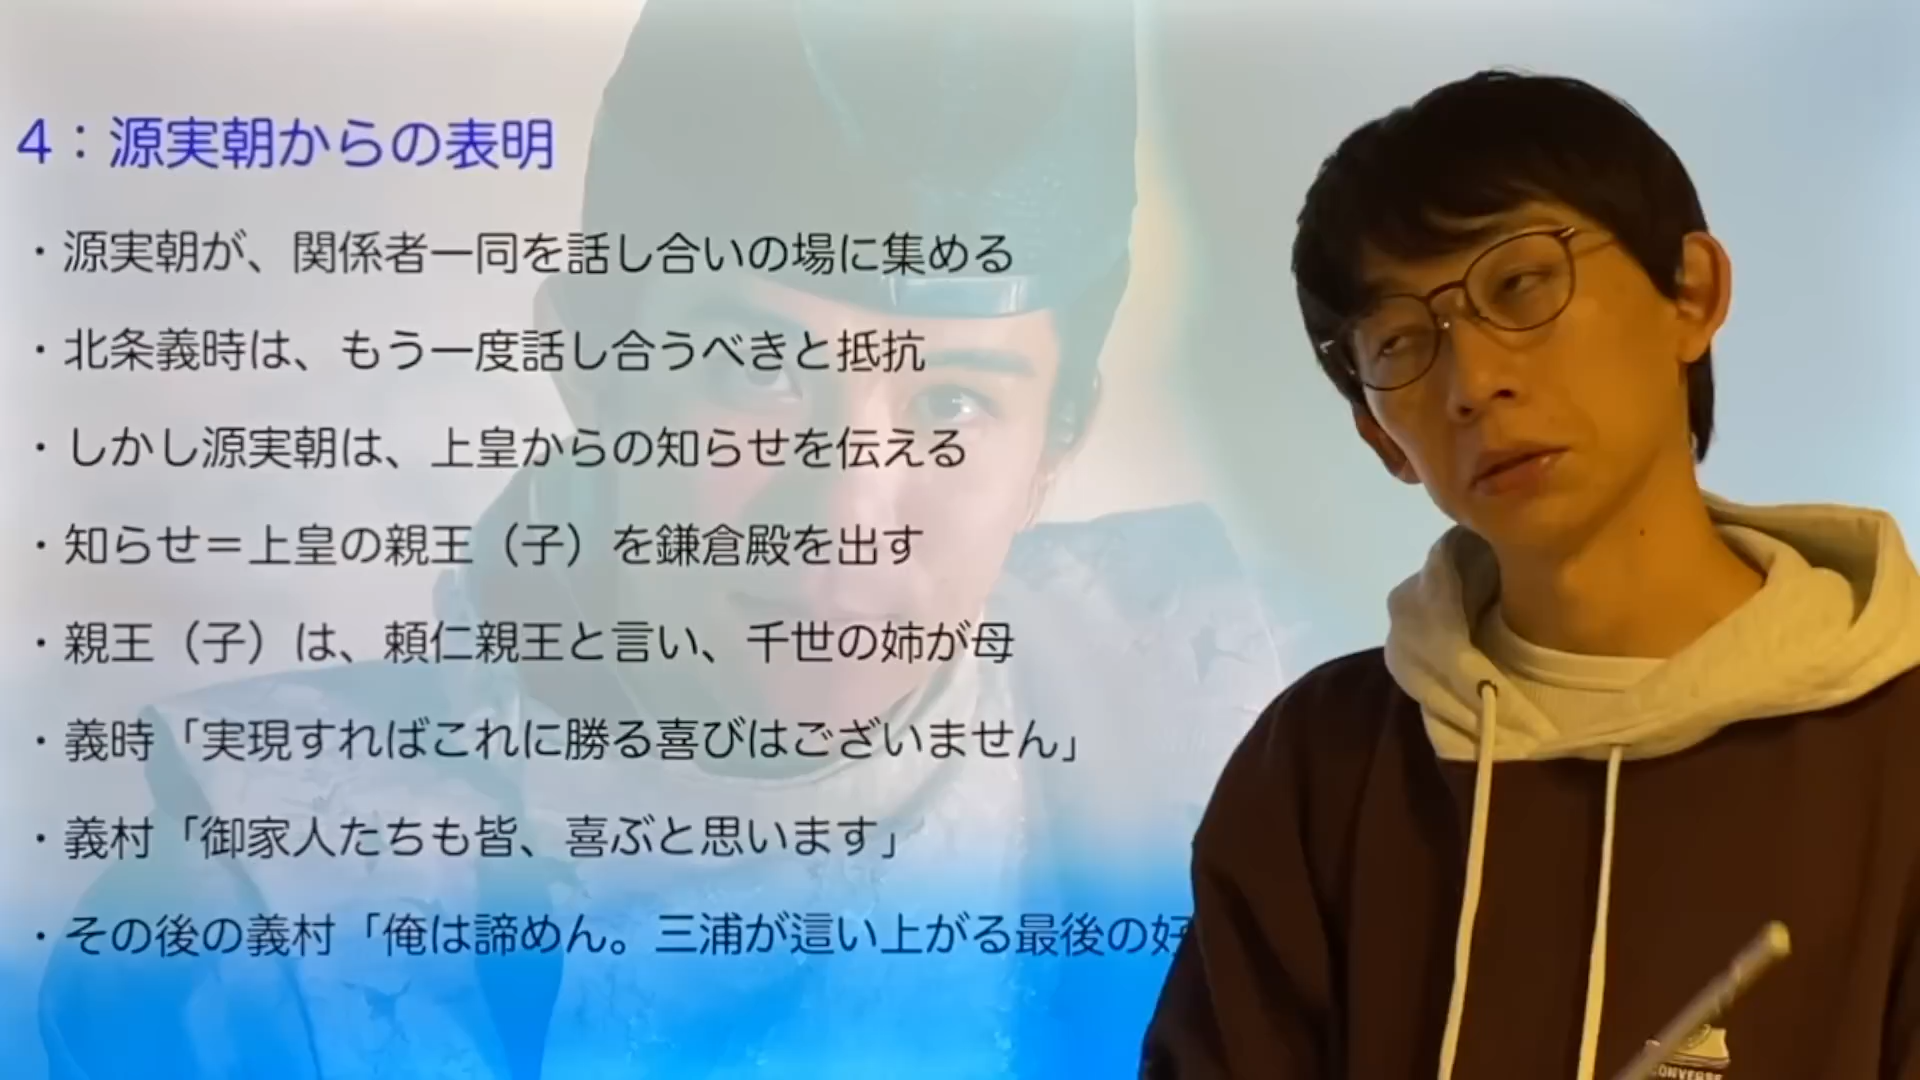 4：源実朝からの表明
・源実朝が、関係者一同を話し合いの場に集める
・北条義時は、もう一度話し合うべきと抵抗
・しかし源実朝は、上皇からの知らせを伝える
・知らせ＝上皇の親王（子）を鎌倉殿を出す
・親王（子）は、頼仁親王と言い、千世の姉が母
・義時「実現すればこれに勝る喜びはございません」
・義村「御家人たちも皆、喜ぶと思います」
・その後の義村「俺は諦めん。三浦が這い上がる最後の好
CONVERSE